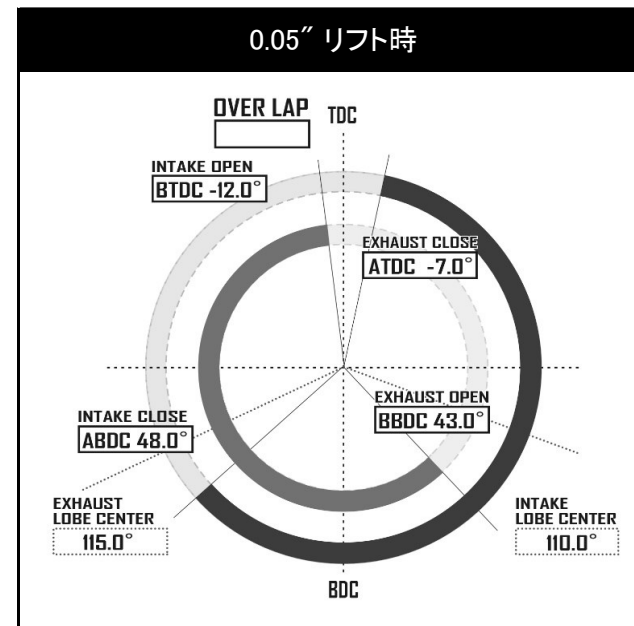 0.05″ リフト時
OVER LAP
TDC
INTAKE OPEN
BTDC -12.0°
EXHAUST CLOSE
ATDC -7.0°
EXHAUST OPEN
BBDC 43.0°
INTAKE CLOSE
ABDC 48.0°
EXHAUST
LOBE CENTER
115.0°
INTAKE
LOBE CENTER
110.0°
BDC